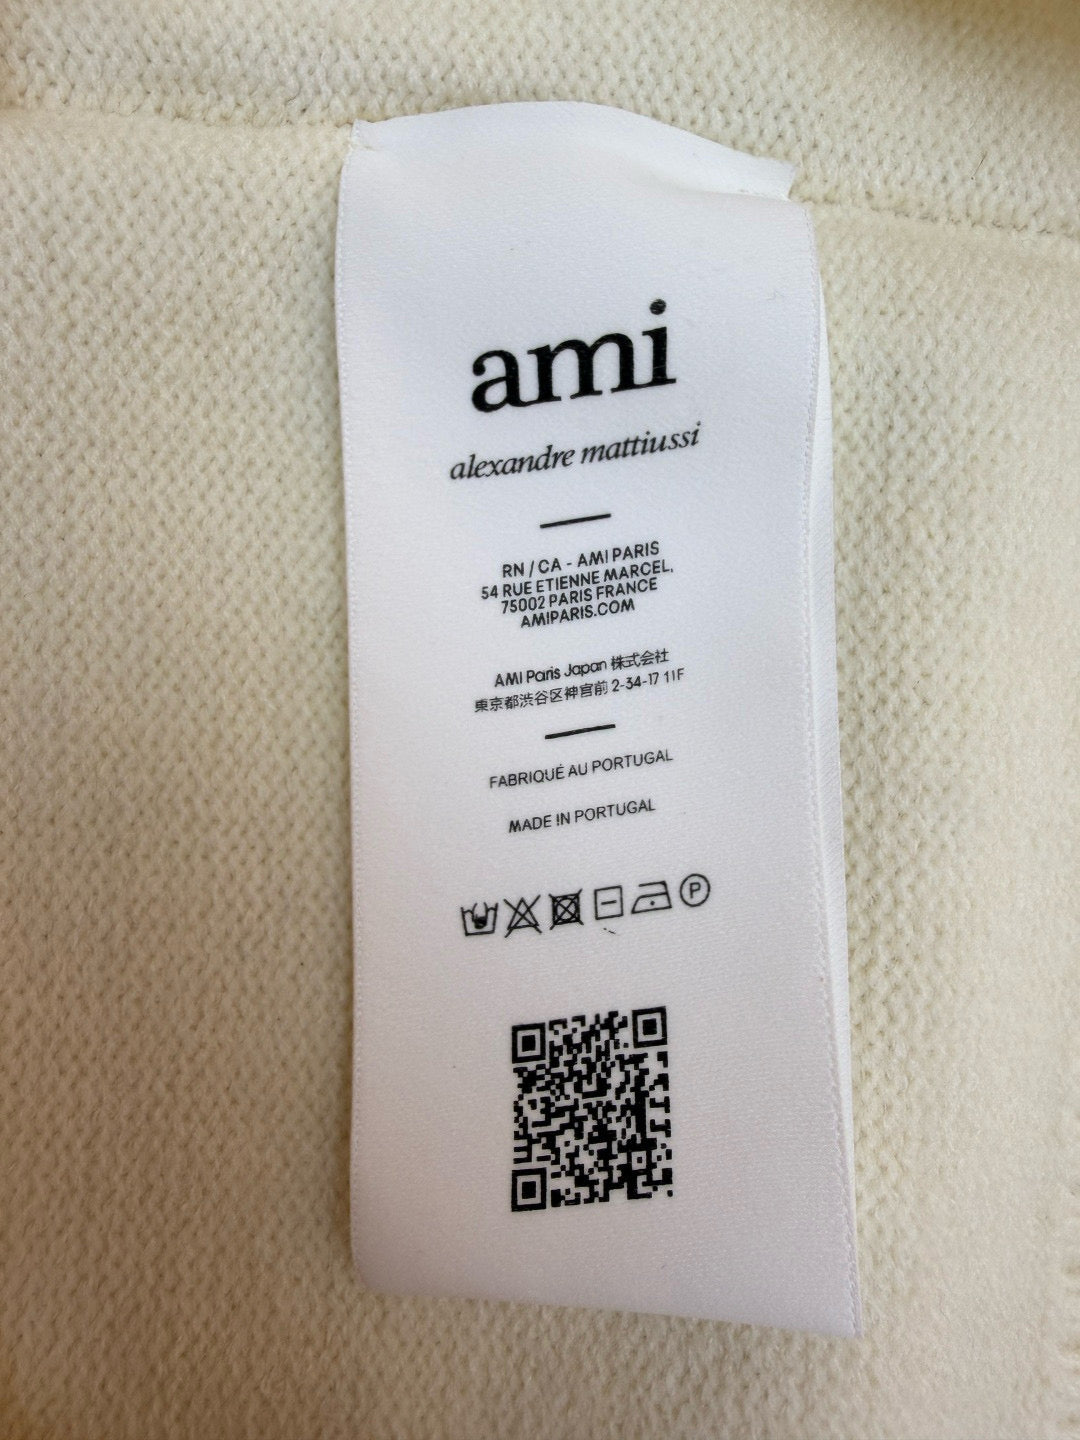 ami
alexandre mattiussi
RN / CA - AMI PARIS
54 RUE ETIENNE MARCEL,
75002 PARIS FRANCE
AMIPARIS.COM
AMI Paris Japan 株式会社
東京都渋谷区神宮前 2-34-17 11F
FABRIQUÉ AU PORTUGAL
MADE IN PORTUGAL
P